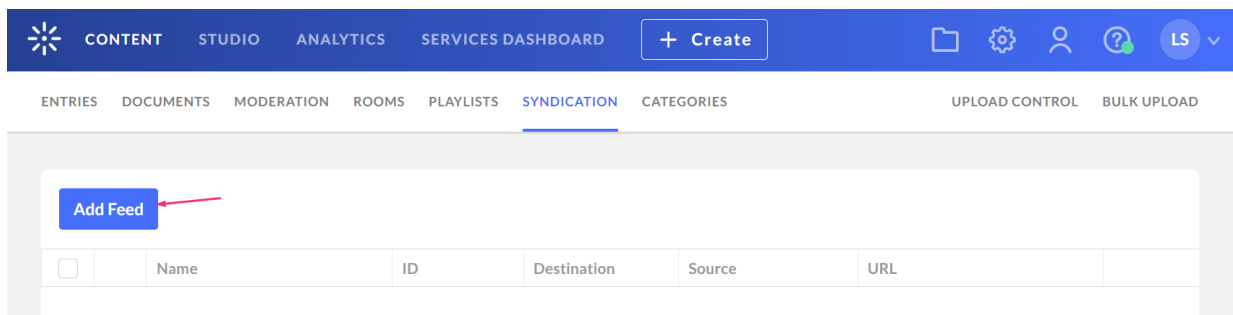 CONTENT STUDIO ANALYTICS SERVICES DASHBOARD + Create LS
ENTRIES DOCUMENTS MODERATION ROOMS PLAYLISTS SYNDICATION CATEGORIES UPLOAD CONTROL BULK UPLOAD
Add Feed
Name ID Destination Source URL